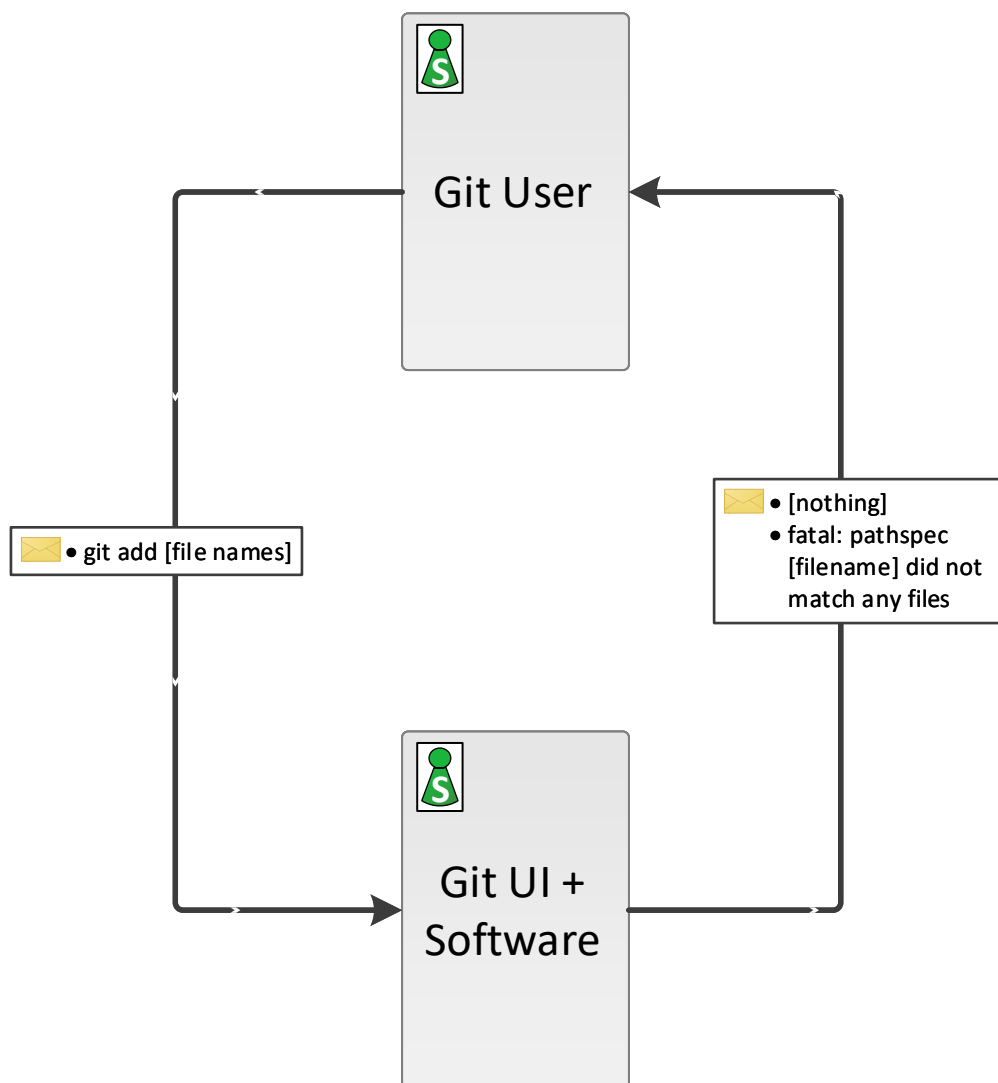 S
Git User
• [nothing]
• fatal: pathspec
[filename] did not
match any files
• git add [file names]
S
Git UI +
Software